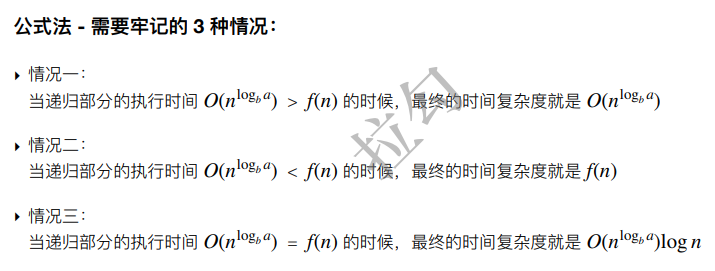 公式法 - 需要牢记的 3 种情况：
情况一：
当递归部分的执行时间 O(n^{log_b a}) > f(n) 的时候，最终的时间复杂度就是 O(n^{log_b a})
情况二：
当递归部分的执行时间 O(n^{log_b a}) < f(n) 的时候，最终的时间复杂度就是 f(n)
情况三：
当递归部分的执行时间 O(n^{log_b a}) = f(n) 的时候，最终的时间复杂度就是 O(n^{log_b a})log n
拉勾